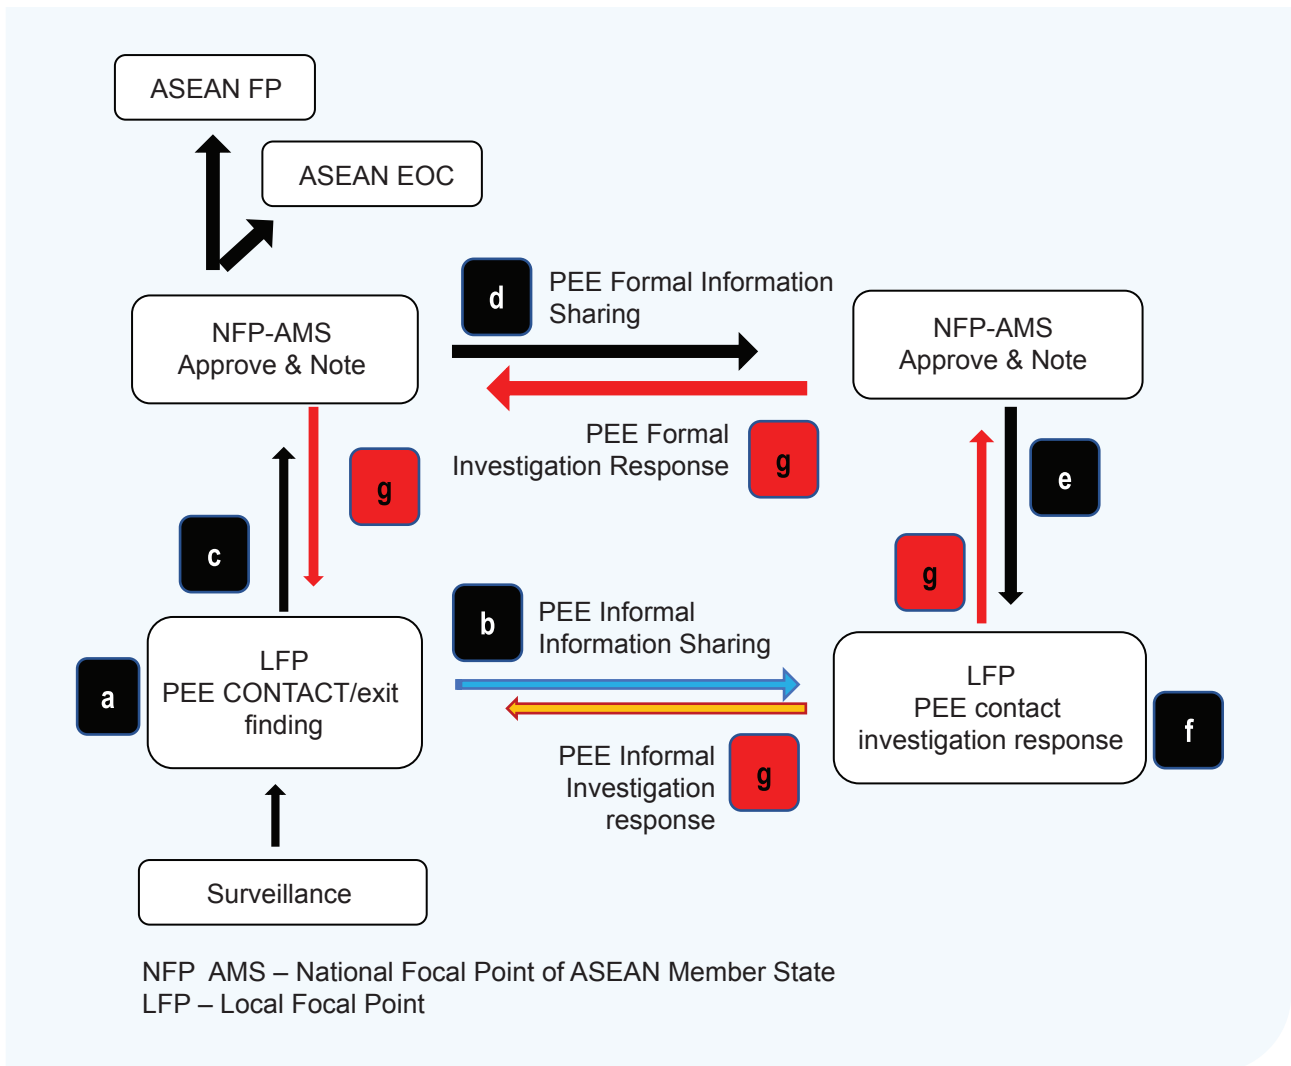 ASEAN FP
ASEAN EOC
d
PEE Formal Information
Sharing
NFP-AMS
Approve & Note
NFP-AMS
Approve & Note
PEE Formal
Investigation Response
g
g
c
e
g
b
PEE Informal
Information Sharing
a
LFP
PEE CONTACT/exit
finding
LFP
PEE contact
investigation response
f
PEE Informal
Investigation
response
g
Surveillance
NFP AMS – National Focal Point of ASEAN Member State
LFP – Local Focal Point